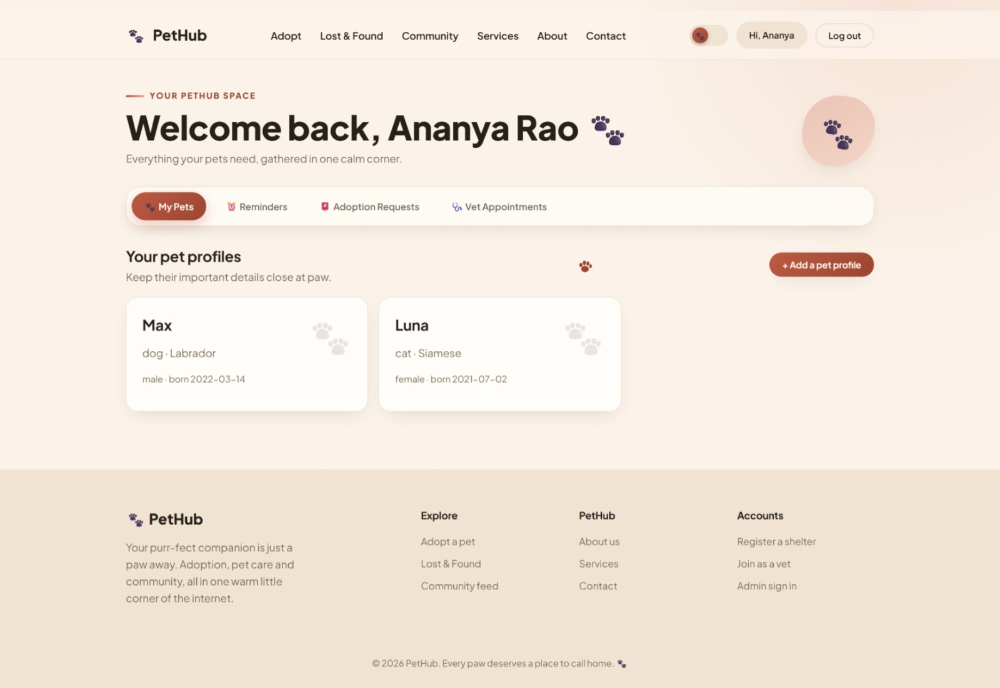 PetHub
Adopt
Lost & Found
Community
Services
About
Contact
Hi, Ananya
Log out
YOUR PETHUB SPACE
Welcome back, Ananya Rao
Everything your pets need, gathered in one calm corner.
My Pets
Reminders
Adoption Requests
Vet Appointments
Your pet profiles
Keep their important details close at paw.
+ Add a pet profile
Max
dog · Labrador
male · born 2022-03-14
Luna
cat · Siamese
female · born 2021-07-02
PetHub
Your purr-fect companion is just a
paw away. Adoption, pet care and
community, all in one warm little
corner of the internet.
Explore
Adopt a pet
Lost & Found
Community feed
PetHub
About us
Services
Contact
Accounts
Register a shelter
Join as a vet
Admin sign in
© 2026 PetHub. Every paw deserves a place to call home.